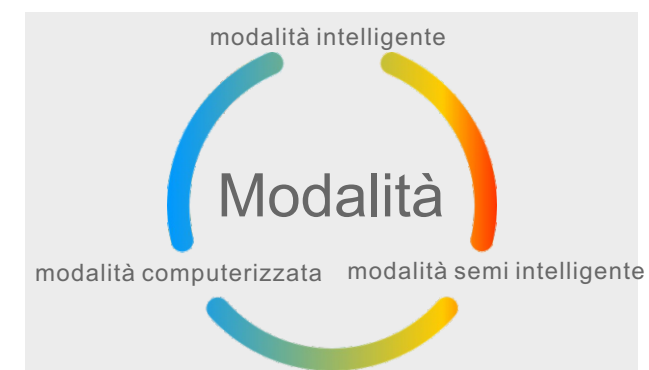 modalità intelligente
Modalità
modalità computerizzata
modalità semi intelligente